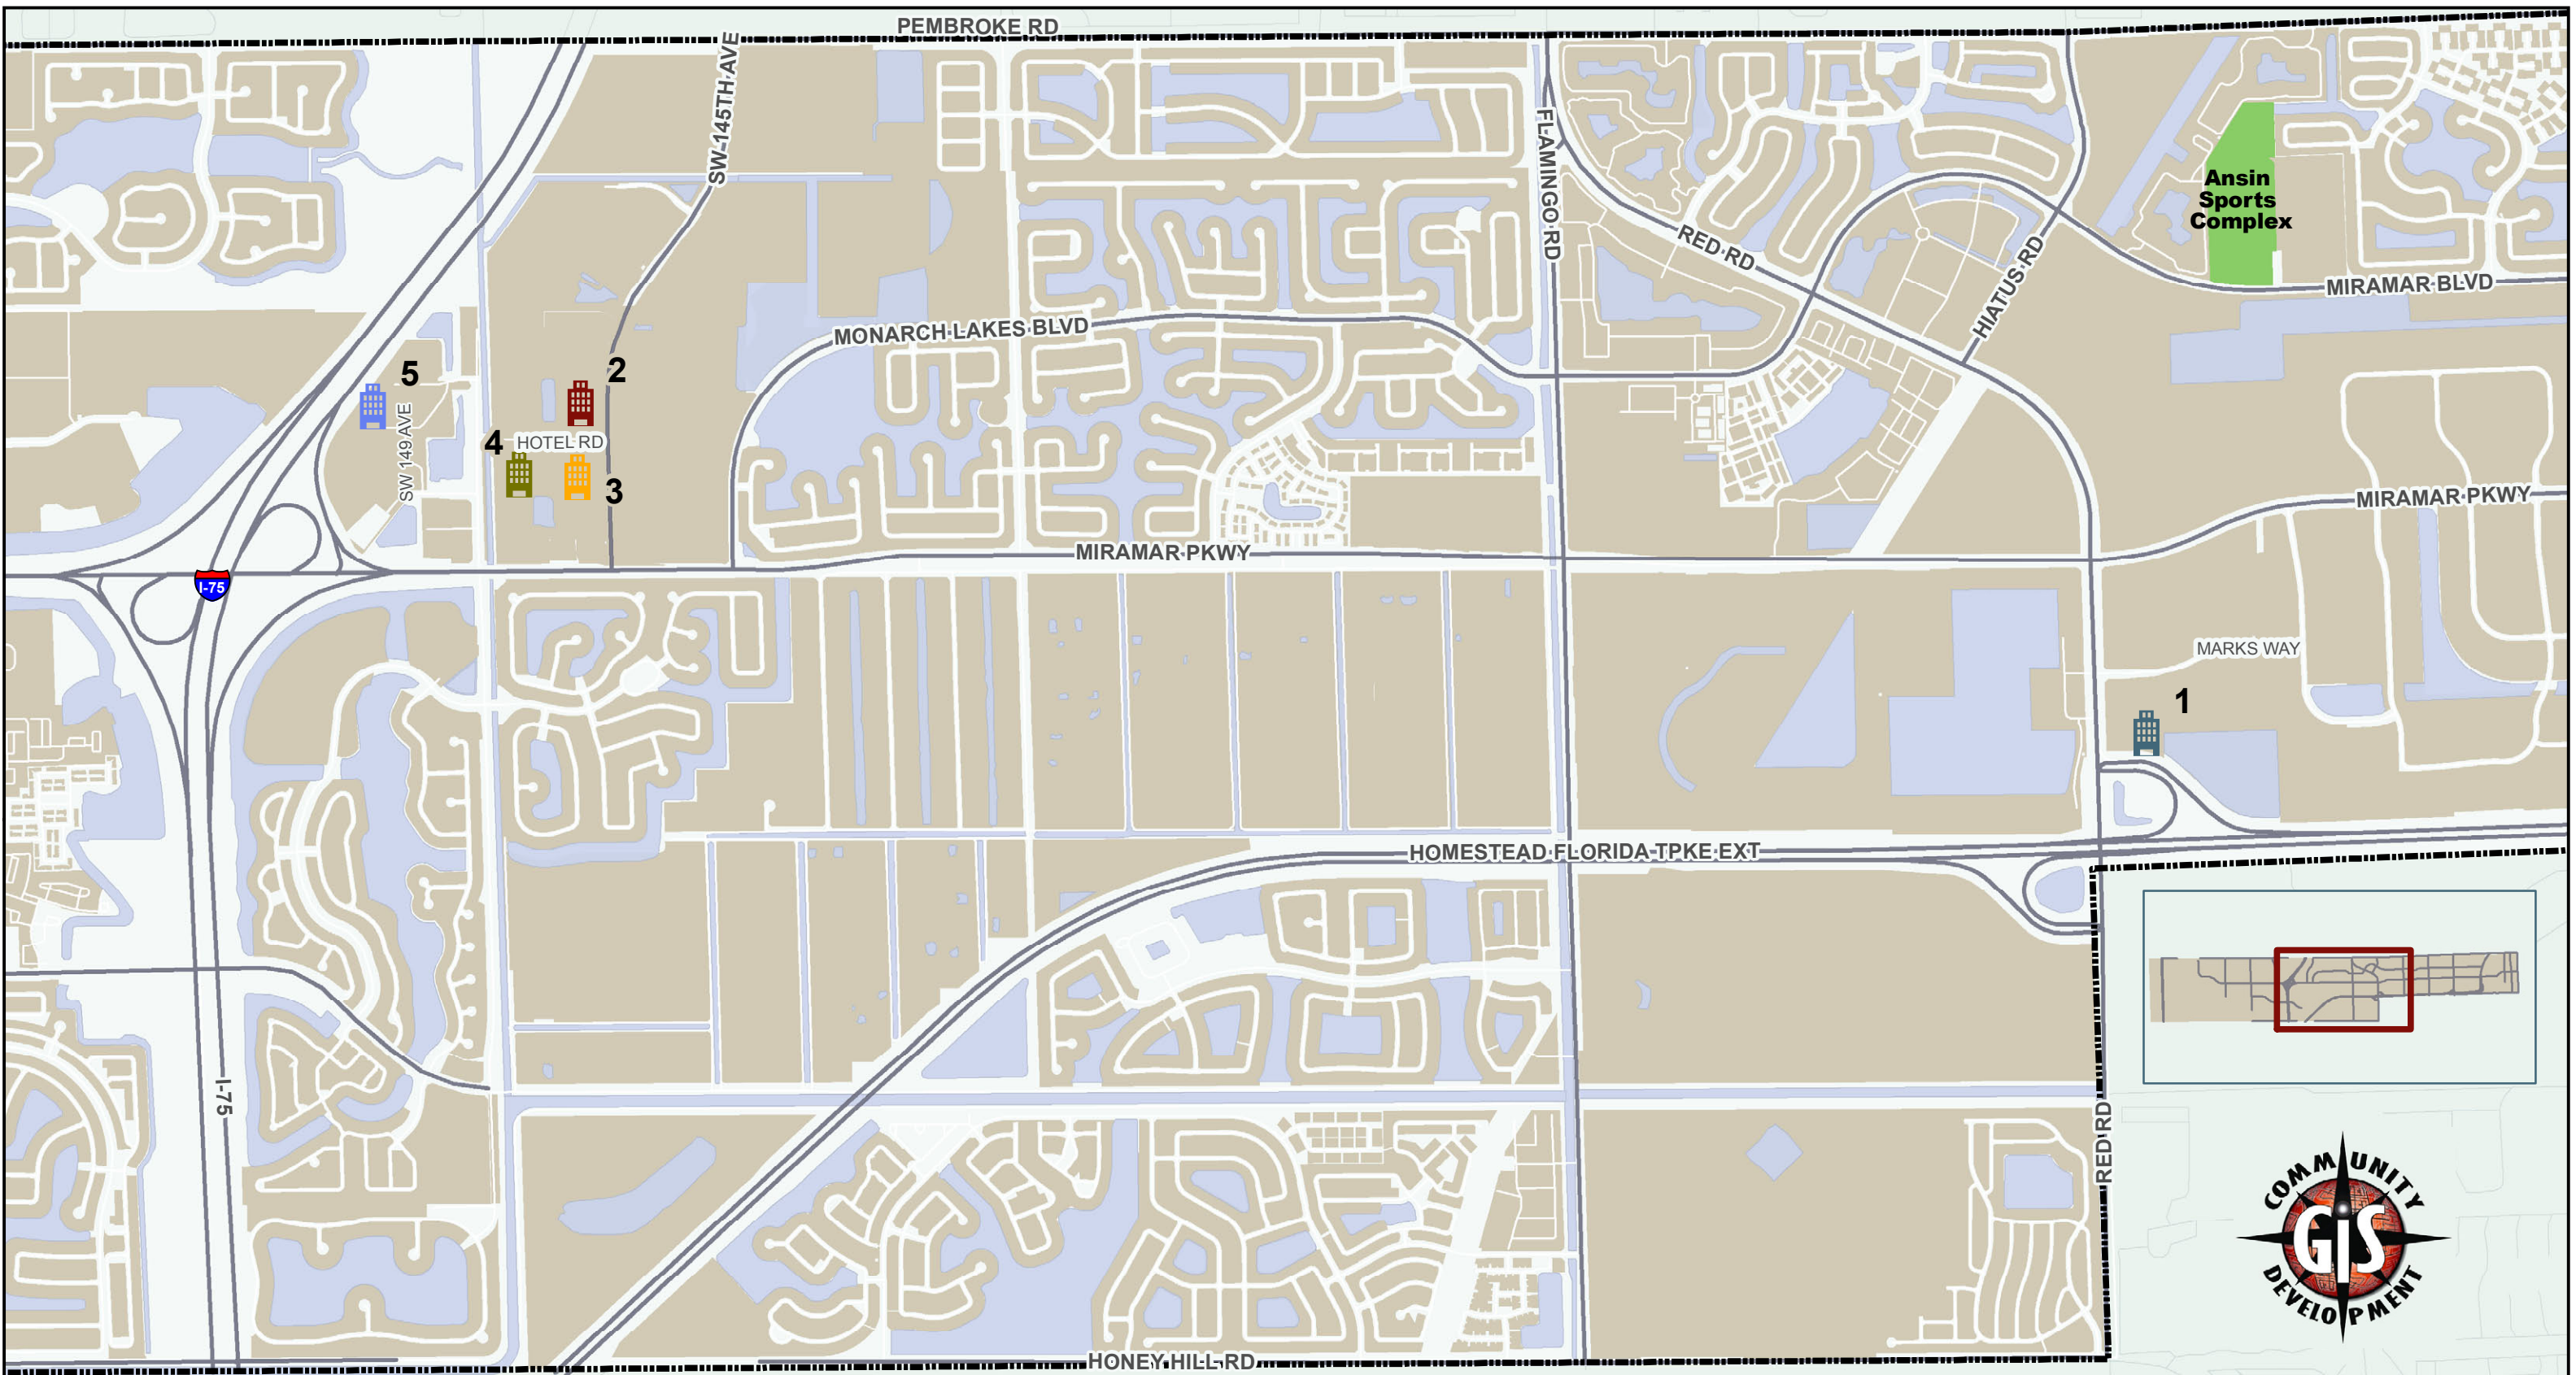 PEMBROKE RD
SW 145TH AVE
FLAMINGO RD
RED RD
HIATUS RD
Ansin
Sports
Complex
MIRAMAR BLVD
MONARCH LAKES BLVD
5
2
SW 149 AVE
4
HOTEL RD
3
MIRAMAR PKWY
MIRAMAR PKWY
I-75
MARKS WAY
1
HOMESTEAD FLORIDA TPKE EXT
I-75
RED RD
COMMUNITY
GIS
DEVELOPMENT
HONEY HILL RD